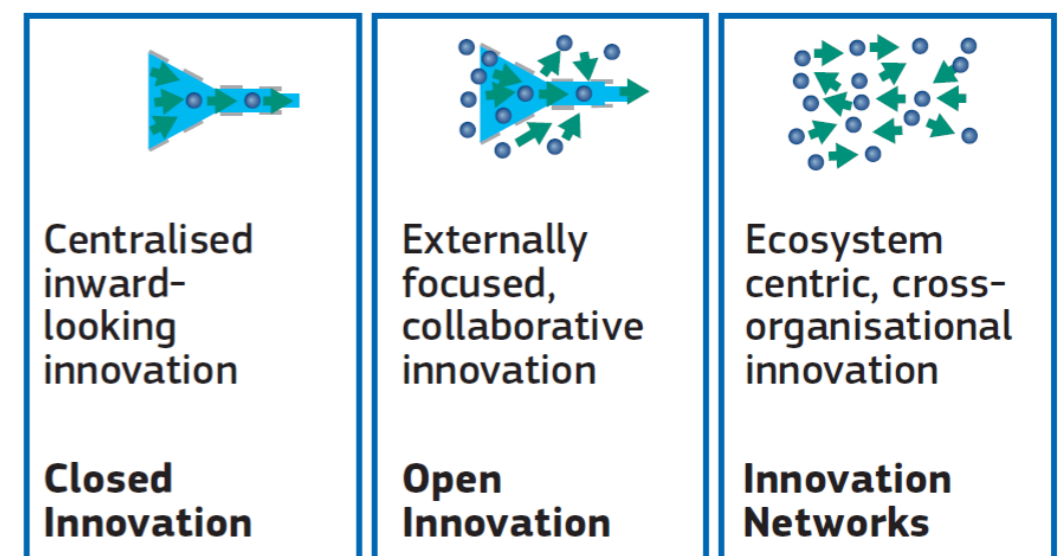 Centralised
inward-
looking
innovation
Closed
Innovation
Externally
focused,
collaborative
innovation
Open
Innovation
Ecosystem
centric, cross-
organisational
innovation
Innovation
Networks